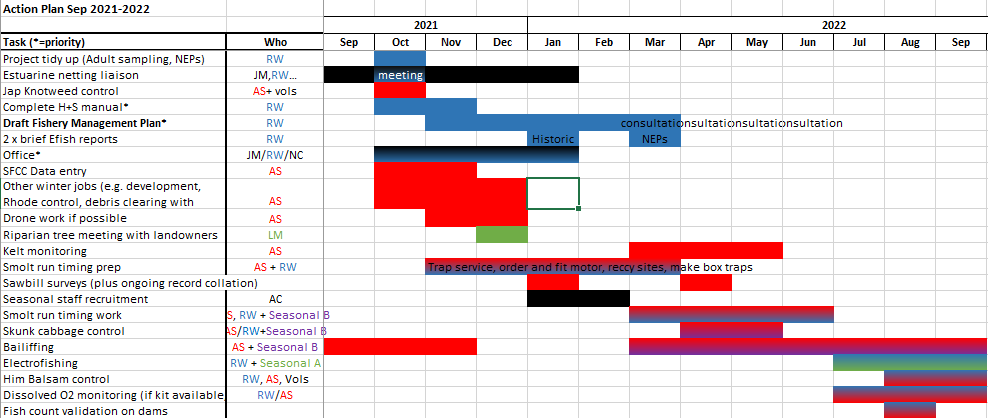 Action Plan Sep 2021-2022
2021 2022
Task (*=priority) Who Sep Oct Nov Dec Jan Feb Mar Apr May Jun Jul Aug Sep
Project tidy up (Adult sampling, NEPs) RW
Estuarine netting liaison JM,RW... meeting
Jap Knotweed control AS+ vols
Complete H+S manual* RW
Draft Fishery Management Plan* RW consultationsultationsultationsultation
2 x brief Efish reports RW Historic NEPs
Office* JM/RW/NC
SFCC Data entry AS
Other winter jobs (e.g. development,
Rhode control, debris clearing with AS
Drone work if possible AS
Riparian tree meeting with landowners LM
Kelt monitoring AS
Smolt run timing prep AS + RW Trap service, order and fit motor, reccy sites, make box traps
Sawbill surveys (plus ongoing record collation)
Seasonal staff recruitment AC
Smolt run timing work S, RW + Seasonal B
Skunk cabbage control AS/RW+Seasonal B
Bailiffing AS + Seasonal B
Electrofishing RW + Seasonal A
Him Balsam control RW, AS, Vols
Dissolved O2 monitoring (if kit available RW/AS
Fish count validation on dams